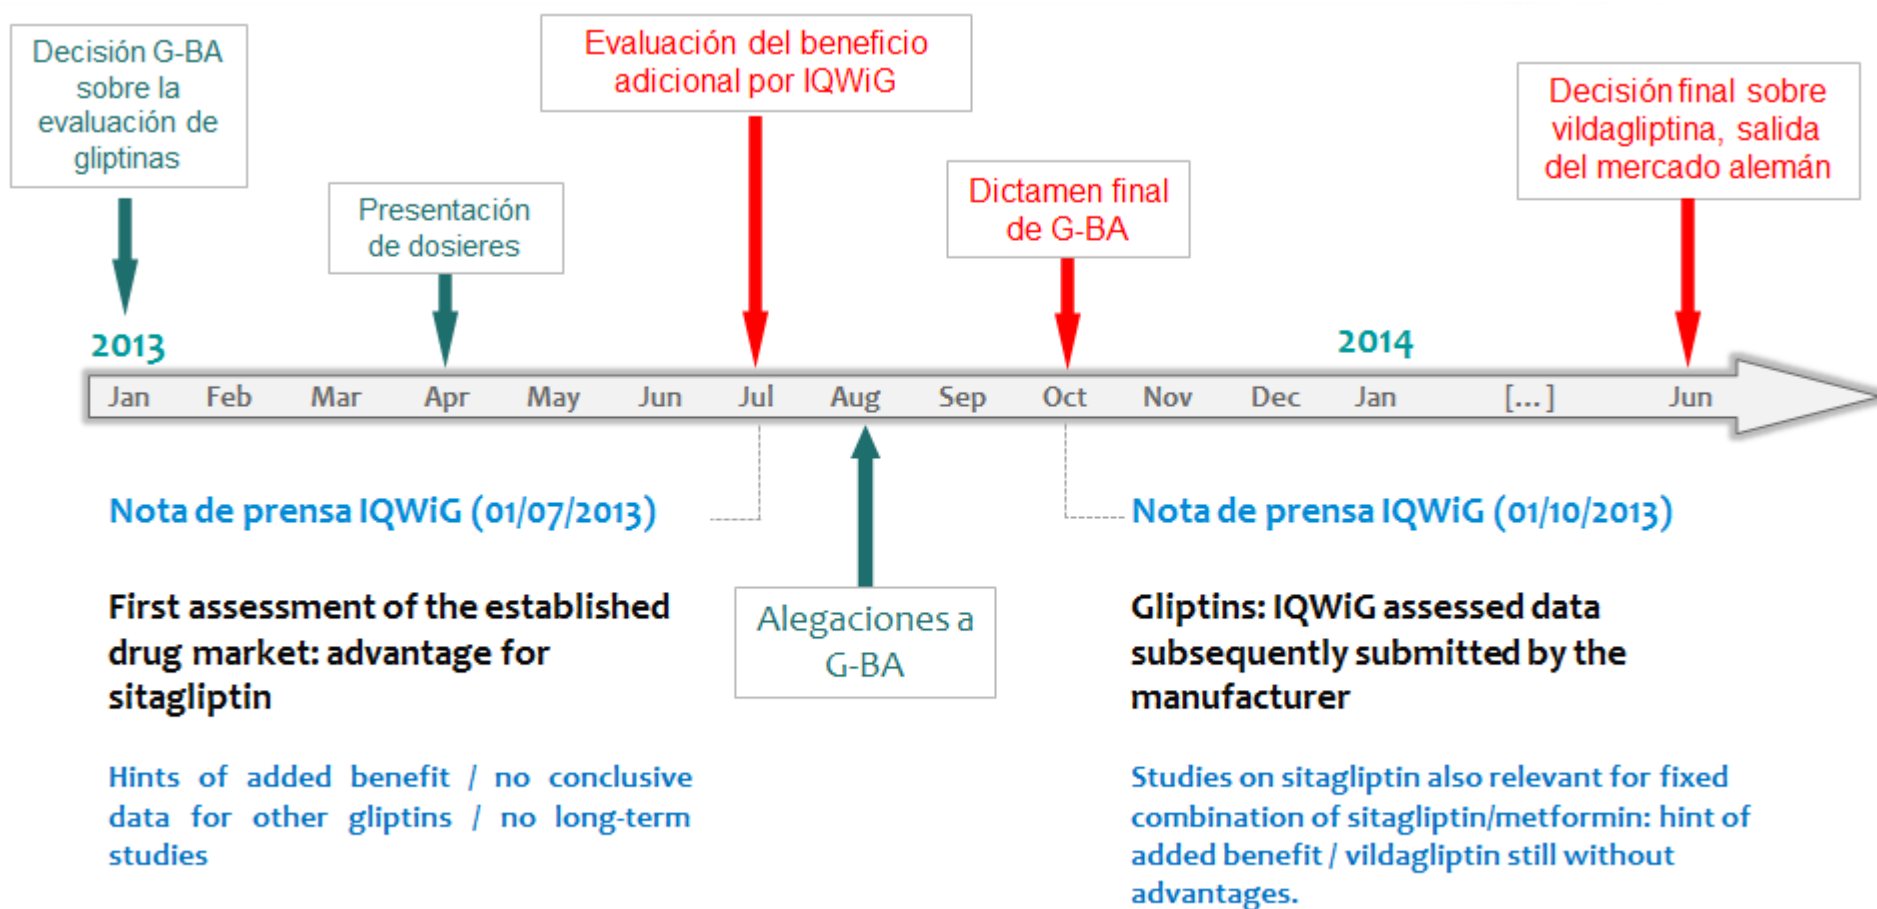 Decisión G-BA
sobre la
evaluación de
gliptinas
Presentación
de dosieres
Evaluación del beneficio
adicional por IQWiG
Dictamen final
de G-BA
Decisión final sobre
vildagliptina, salida
del mercado alemán
2013
2014
Jan Feb Mar Apr May Jun Jul Aug Sep Oct Nov Dec Jan [...] Jun
Nota de prensa IQWiG (01/07/2013)
First assessment of the established
drug market: advantage for
sitagliptin
Hints of added benefit / no conclusive
data for other gliptins / no long-term
studies
Alegaciones a
G-BA
Nota de prensa IQWiG (01/10/2013)
Gliptins: IQWiG assessed data
subsequently submitted by the
manufacturer
Studies on sitagliptin also relevant for fixed
combination of sitagliptin/metformin: hint of
added benefit / vildagliptin still without
advantages.